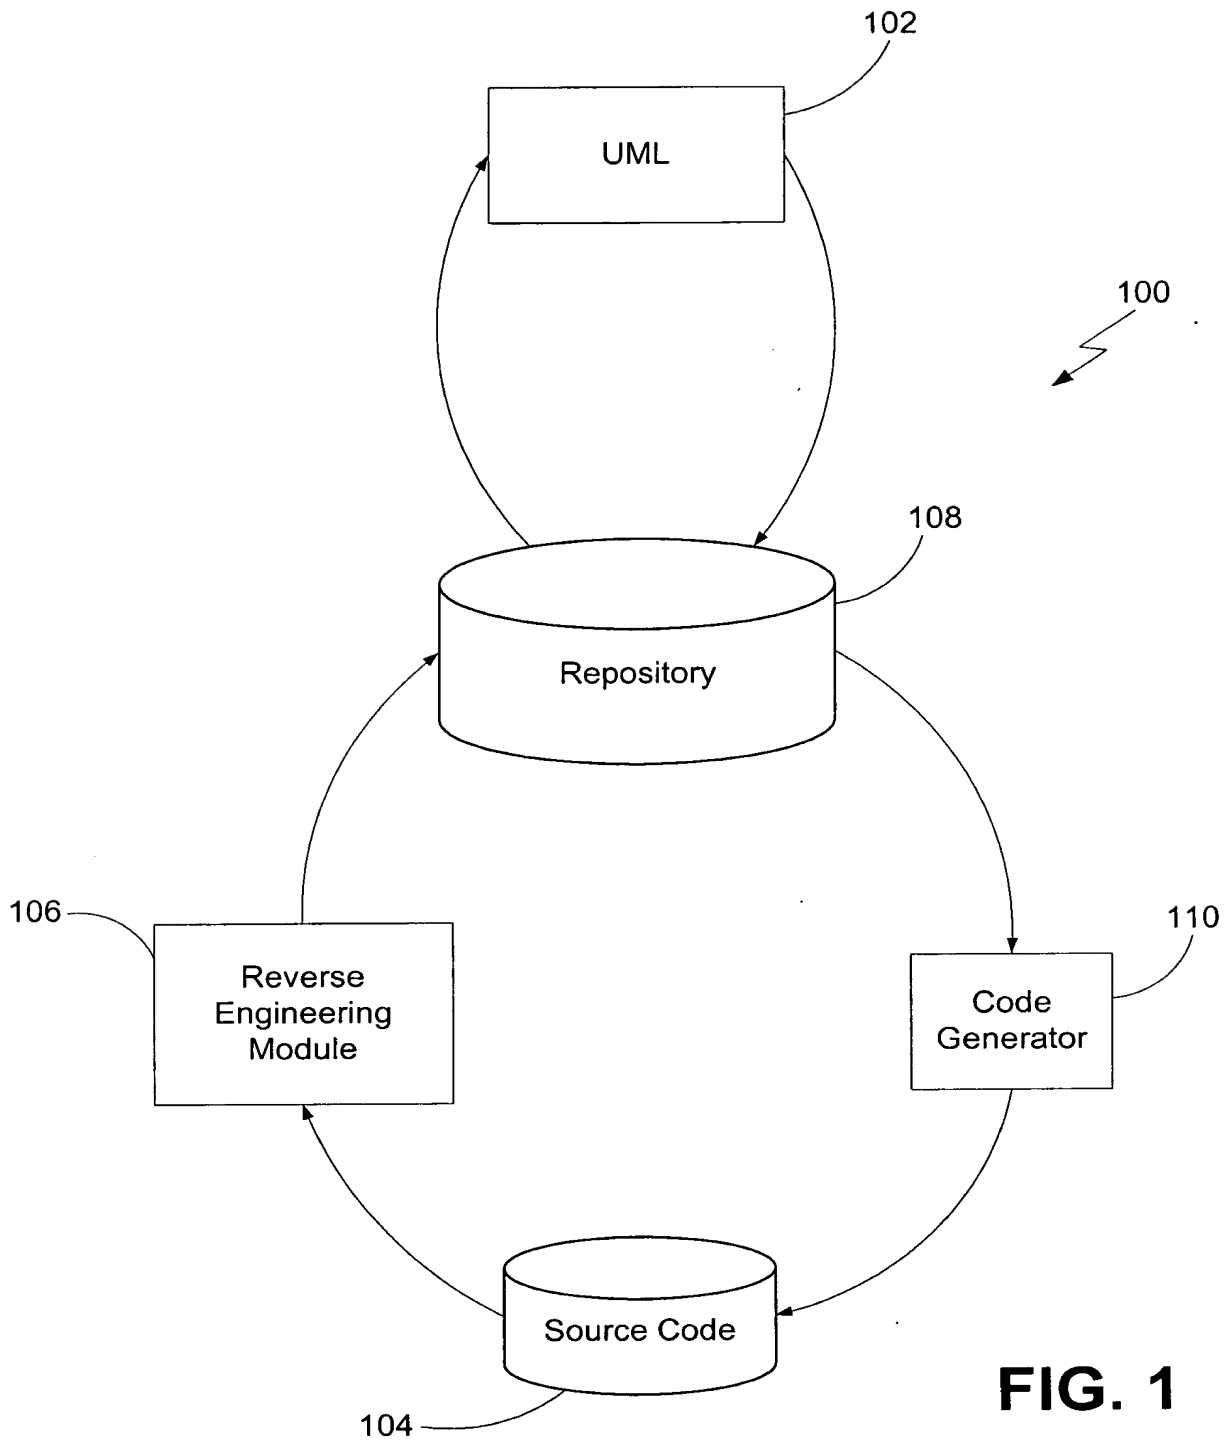 102
UML
100
108
Repository
106
Reverse
Engineering
Module
110
Code
Generator
Source Code
104
FIG. 1